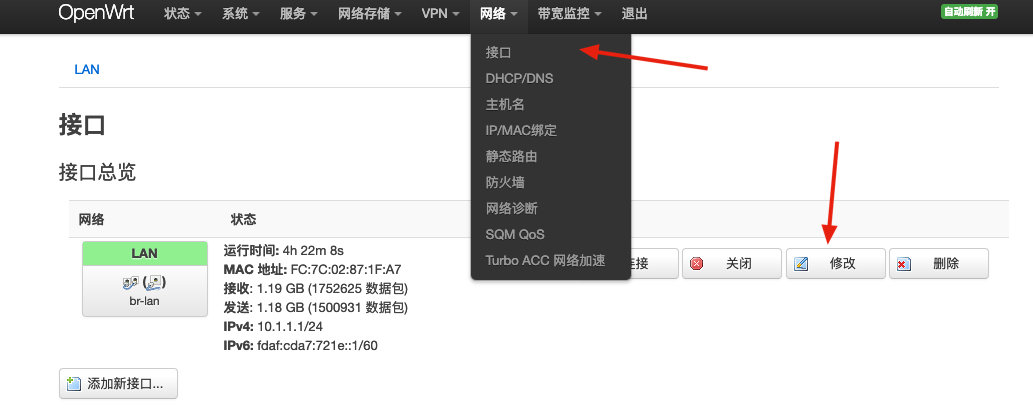 OpenWrt 状态 系统 服务 网络存储 VPN 网络 带宽监控 退出 自动刷新 开
接口
DHCP/DNS
主机名
IP/MAC绑定
静态路由
防火墙
网络诊断
SQM QoS
Turbo ACC 网络加速
LAN
接口
接口总览
网络 状态
LAN
br-lan
运行时间: 4h 22m 8s
MAC 地址: FC:7C:02:87:1F:A7
接收: 1.19 GB (1752625 数据包)
发送: 1.18 GB (1500931 数据包)
IPv4: 10.1.1.1/24
IPv6: fdaf:cda7:721e::1/60
连接 关闭 修改 删除
添加新接口...